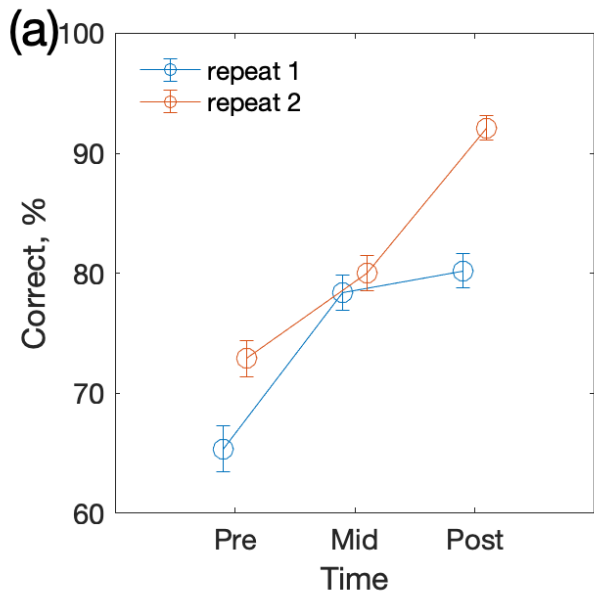 (a)
100
repeat 1
repeat 2
90
Correct, %
80
70
60
Pre Mid Post
Time